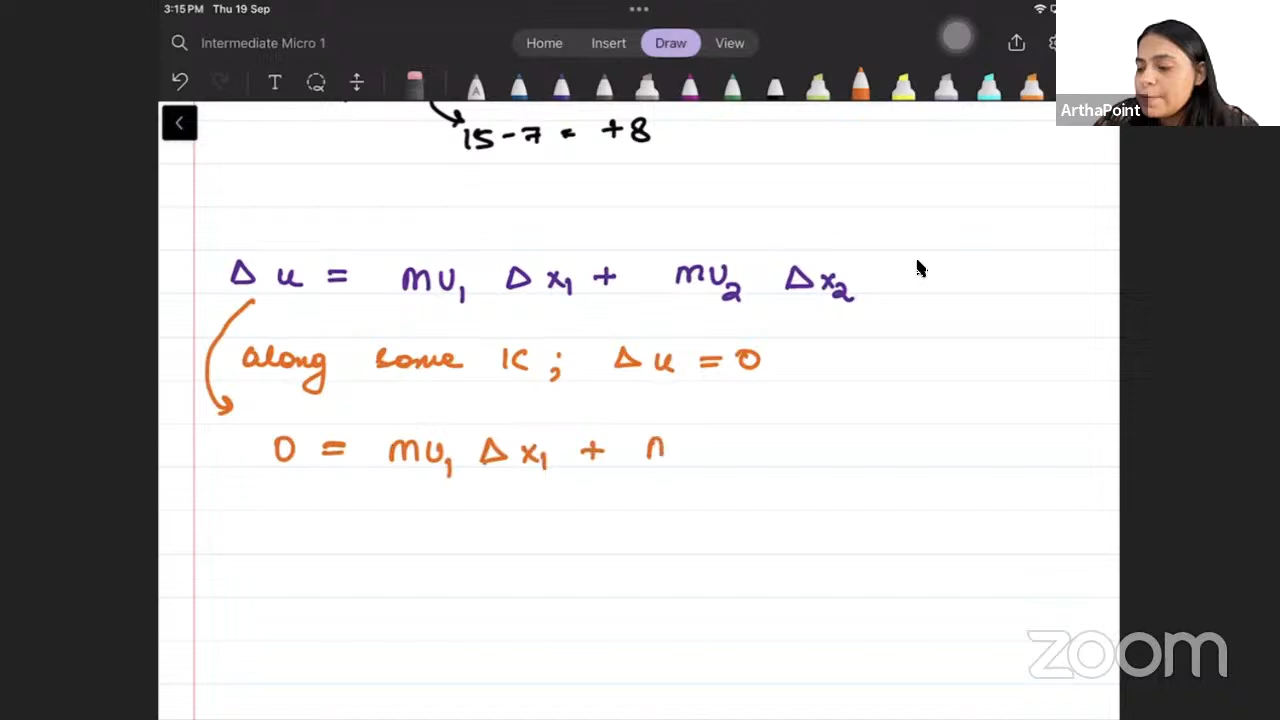 3:15 PM Thu 19 Sep
Intermediate Micro 1
Home Insert Draw View
T
A
ArthaPoint
15 - 7 = +8
Δ u = MU₁ Δ x₁ + MU₂ Δ x₂
along some IC ; Δ u = 0
0 = MU₁ Δ x₁ +
zoom